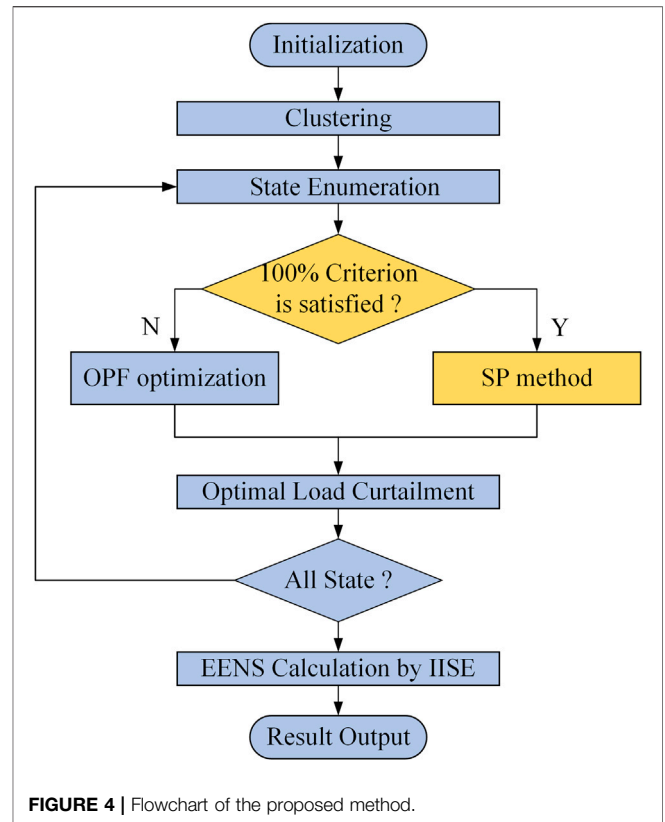 Initialization
Clustering
State Enumeration
100% Criterion
is satisfied ?
N
Y
OPF optimization
SP method
Optimal Load Curtailment
All State ?
EENS Calculation by IISE
Result Output
FIGURE 4 | Flowchart of the proposed method.